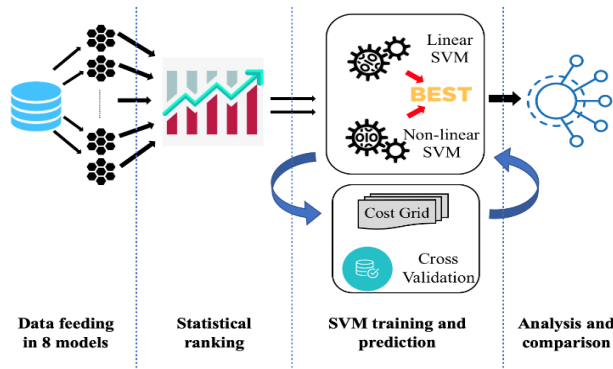 Linear
SVM
BEST
Non-linear
SVM
Cost Grid
Cross
Validation
Data feeding
in 8 models
Statistical
ranking
SVM training and
prediction
Analysis and
comparison